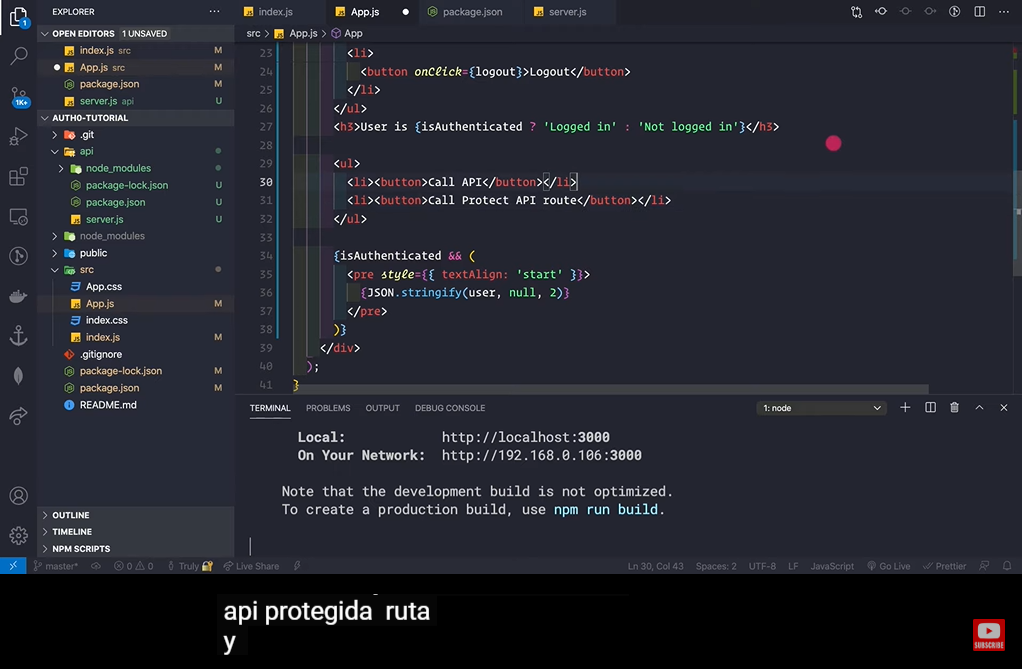 EXPLORER
index.js
App.js
package.json
server.js
OPEN EDITORS 1 UNSAVED
index.js src M
App.js src M
package.json M
server.js api U
AUTH0-TUTORIAL
.git
api
node_modules
package-lock.json U
package.json U
server.js U
node_modules
public
src
App.css
App.js M
index.css
index.js M
.gitignore
package-lock.json M
package.json M
README.md
OUTLINE
TIMELINE
NPM SCRIPTS
1
1K+
src > App.js > App
23 <li>
24 <button onClick={logout}>Logout</button>
25 </li>
26 </ul>
27 <h3>User is {isAuthenticated ? 'Logged in' : 'Not logged in'}</h3>
28
29 <ul>
30 <li><button>Call API</button></li>
31 <li><button>Call Protect API route</button></li>
32 </ul>
33
34 {isAuthenticated && (
35 <pre style={{ textAlign: 'start' }}>
36 {JSON.stringify(user, null, 2)}
37 </pre>
38 )}
39 </div>
40 );
41 }
TERMINAL PROBLEMS OUTPUT DEBUG CONSOLE 1: node
Local: http://localhost:3000
On Your Network: http://192.168.0.106:3000
Note that the development build is not optimized.
To create a production build, use npm run build.
master* 0 0 Truly Live Share Ln 30, Col 43 Spaces: 2 UTF-8 LF JavaScript Go Live Prettier
api protegida ruta
y
SUBSCRIBE